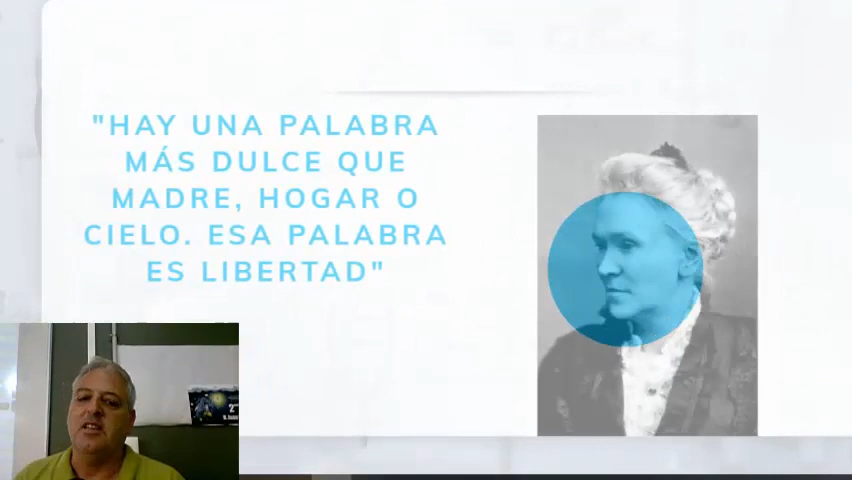 "HAY UNA PALABRA
MÁS DULCE QUE
MADRE, HOGAR O
CIELO. ESA PALABRA
ES LIBERTAD"